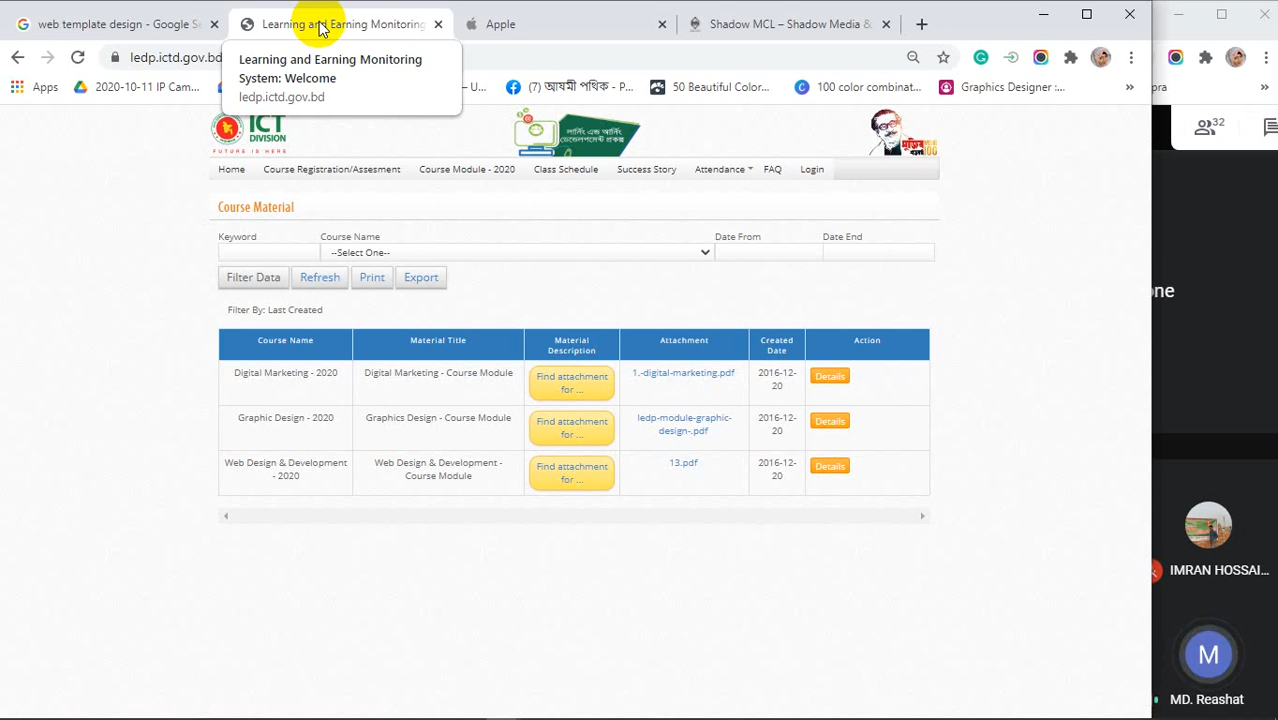 web template design - Google Se
Learning and Earning Monitoring
Apple
Shadow MCL – Shadow Media &
ledp.ictd.gov.bd
Learning and Earning Monitoring
System: Welcome
ledp.ictd.gov.bd
Apps
2020-10-11 IP Cam...
- U...
(7) আযমী পথিক - P...
50 Beautiful Color...
100 color combinat...
Graphics Designer :...
»
pra
»
ICT
DIVISION
FUTURE IS HERE
লার্নিং এন্ড আর্নিং
ডেভেলপমেন্ট প্রকল্প
100
32
Home
Course Registration/Assesment
Course Module - 2020
Class Schedule
Success Story
Attendance
FAQ
Login
Course Material
Keyword
Course Name
Date From
Date End
--Select One--
Filter Data
Refresh
Print
Export
one
Filter By: Last Created
Course Name
Material Title
Material
Description
Attachment
Created
Date
Action
Digital Marketing - 2020
Digital Marketing - Course Module
Find attachment
for ...
1.-digital-marketing.pdf
2016-12-
20
Details
Graphic Design - 2020
Graphics Design - Course Module
Find attachment
for ...
ledp-module-graphic-
design-.pdf
2016-12-
20
Details
Web Design & Development
- 2020
Web Design & Development -
Course Module
Find attachment
for ...
13.pdf
2016-12-
20
Details
IMRAN HOSSAI...
M
MD. Reashat